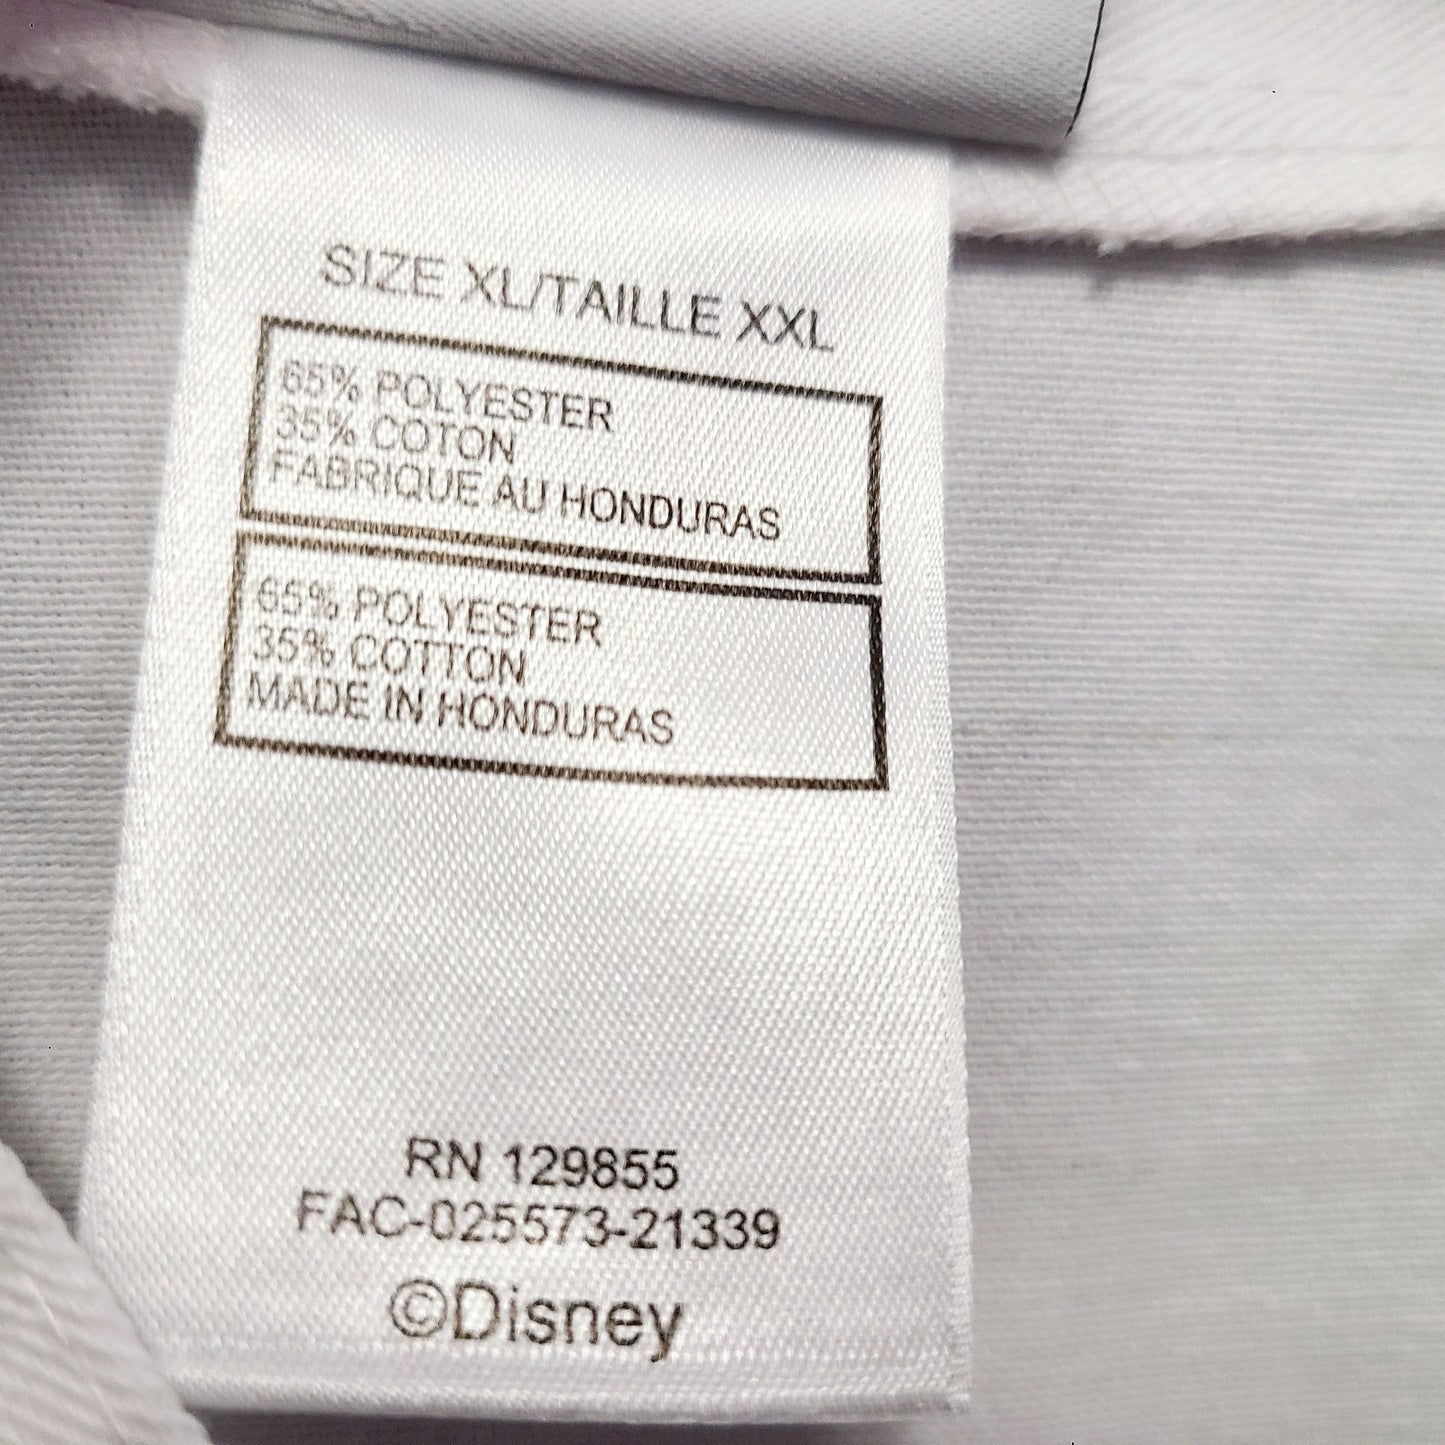 SIZE XL/TAILLE XXL
65% POLYESTER
35% COTON
FABRIQUE AU HONDURAS
65% POLYESTER
35% COTTON
MADE IN HONDURAS
RN 129855
FAC-025573-21339
©Disney